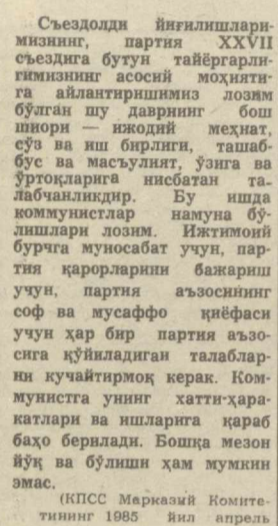 Съездолди йиғилишлари-
мизнинг, партия XXVII
съездига бутун тайёргарли-
гимизнинг асосий моҳияти-
га айлантиришимиз лозим
бўлган шу даврнинг бош
шиори — ижодий меҳнат,
сўз ва иш бирлиги, ташаб-
бус ва масъулият, ўзига ва
ўртоқларига нисбатан та-
лабчанликдир. Бу ишда
коммунистлар намуна бў-
лишлари лозим. Ижтимоий
бурчга муносабат учун, пар-
тия қарорларини бажариш
учун, партия аъзосининг
соф ва мусаффо қиёфаси
учун ҳар бир партия аъзо-
сига қўйиладиган талаблар-
ни кучайтирмоқ керак. Ком-
мунистга унинг хатти-ҳара-
катлари ва ишларига қараб
баҳо берилади. Бошқа мезон
йўқ ва бўлиши ҳам мумкин
эмас.
(КПСС Марказий Комите-
тининг 1985 йил апрель